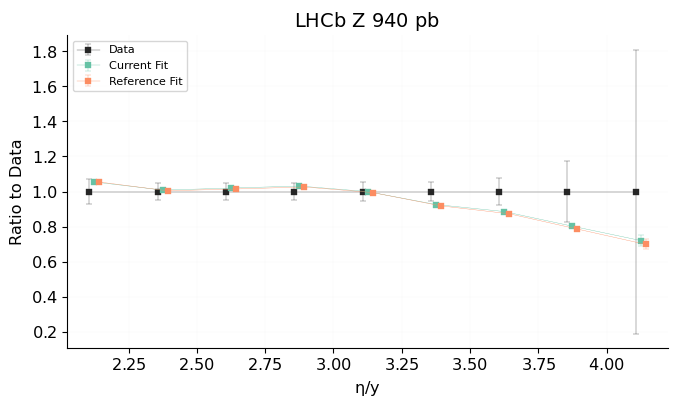 LHCb Z 940 pb
Data
Current Fit
Reference Fit
Ratio to Data
1.8
1.6
1.4
1.2
1.0
0.8
0.6
0.4
0.2
2.25 2.50 2.75 3.00 3.25 3.50 3.75 4.00
η/y